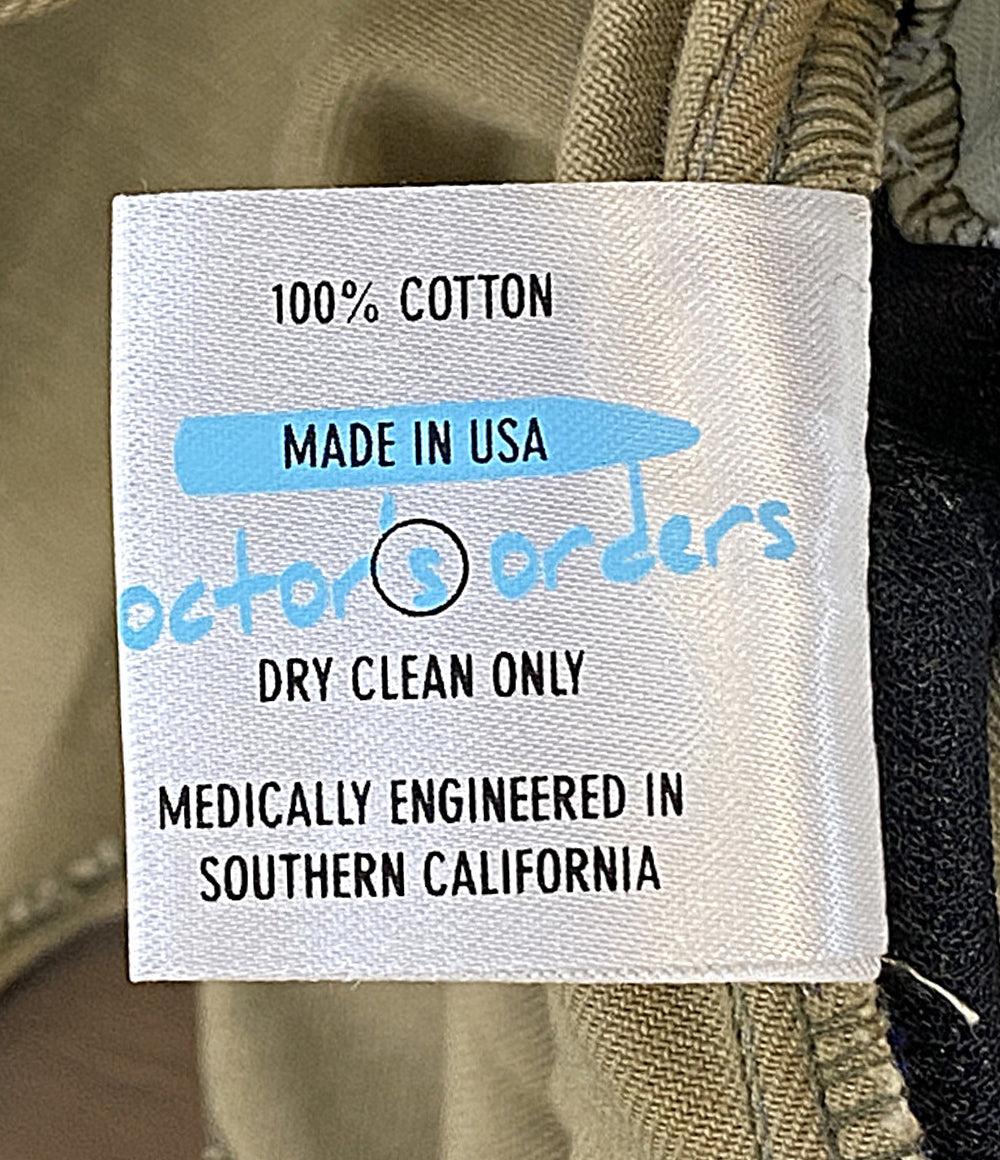 100% COTTON
MADE IN USA
octor's orders
DRY CLEAN ONLY
MEDICALLY ENGINEERED IN
SOUTHERN CALIFORNIA